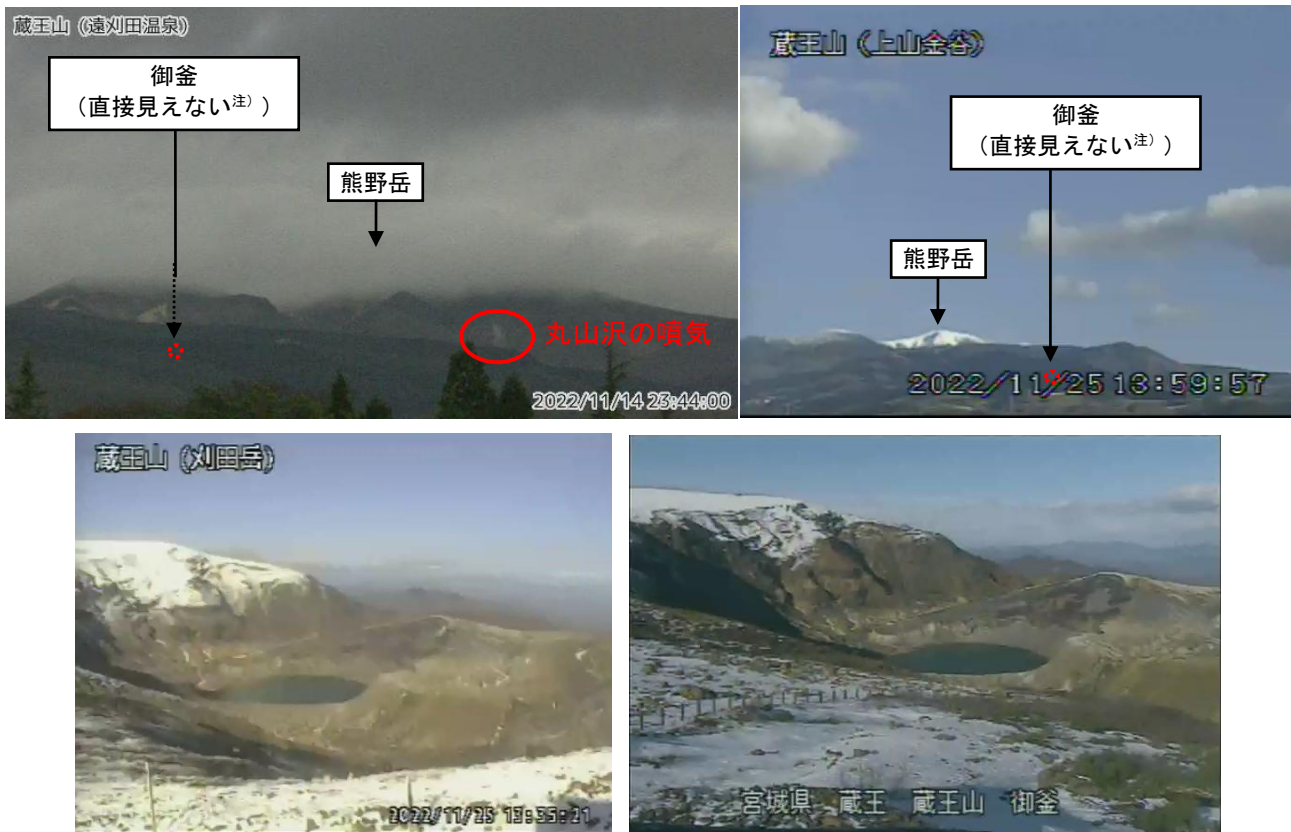 蔵王山（遠刈田温泉）
御釜
（直接見えない注））
熊野岳
丸山沢の噴気
2022/11/14 23:44:00
蔵王山（上山金谷）
御釜
（直接見えない注））
熊野岳
2022/11/25 13:59:57
蔵王山（刈田岳）
2022/11/25 13:35:21
宮城県　蔵王　蔵王山　御釜